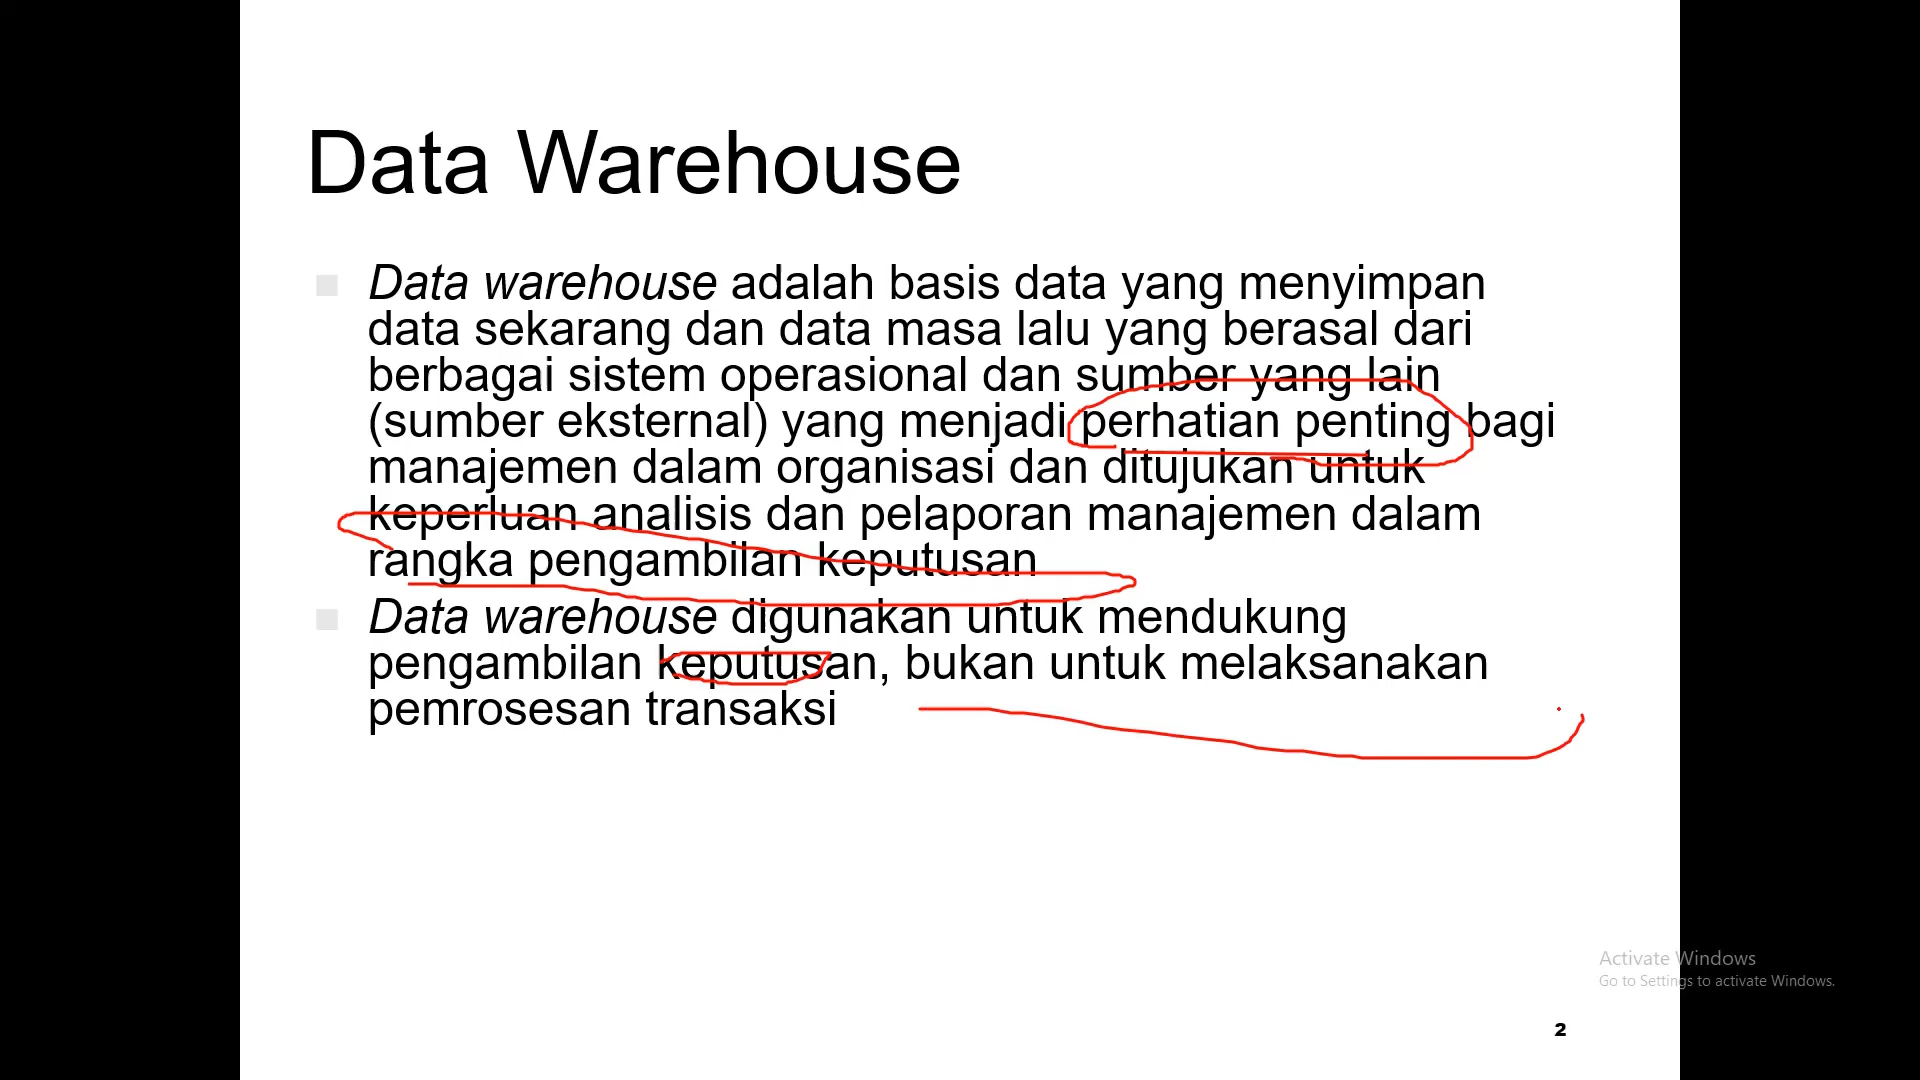 Data Warehouse
Data warehouse adalah basis data yang menyimpan
data sekarang dan data masa lalu yang berasal dari
berbagai sistem operasional dan sumber yang lain
(sumber eksternal) yang menjadi perhatian penting bagi
manajemen dalam organisasi dan ditujukan untuk
keperluan analisis dan pelaporan manajemen dalam
rangka pengambilan keputusan
Data warehouse digunakan untuk mendukung
pengambilan keputusan, bukan untuk melaksanakan
pemrosesan transaksi
Activate Windows
Go to Settings to activate Windows.
2